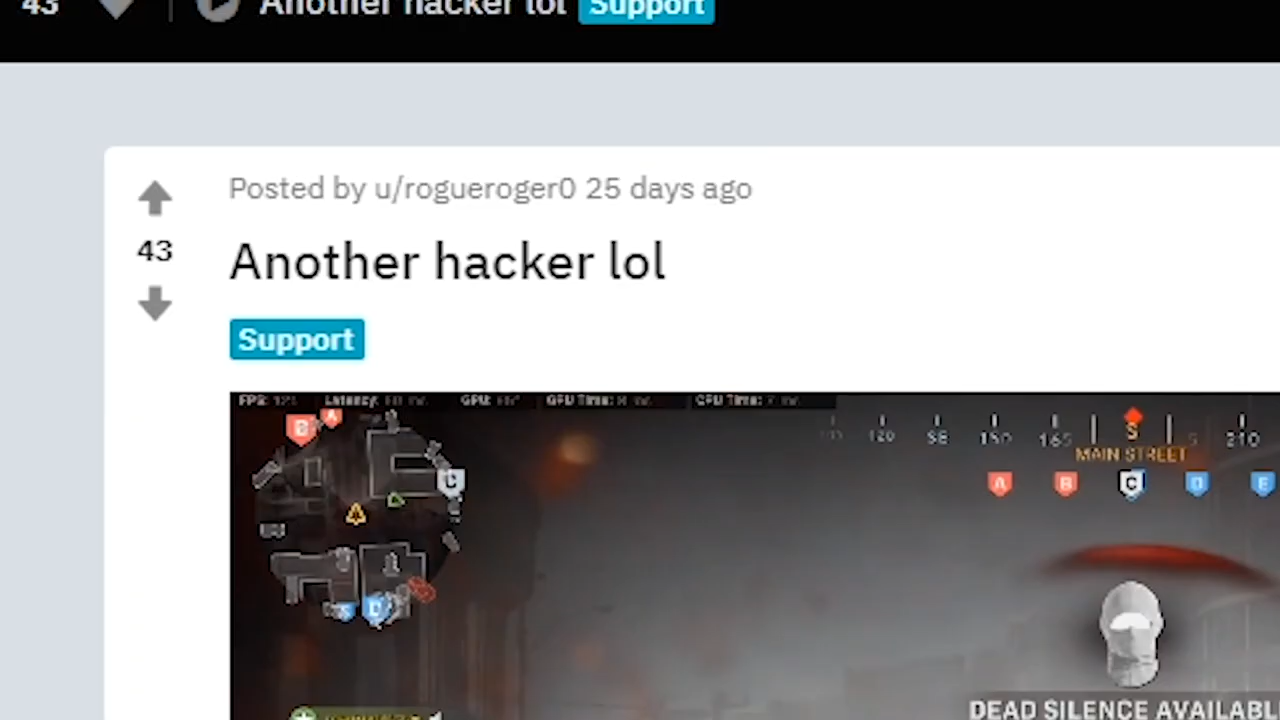 43 Another hacker lol Support
Posted by u/rogueroger0 25 days ago
43
Another hacker lol
Support
FPS: Latency: GPU: GPU Time: CPU Time:
B A
120 165 S 210
MAIN STREET
C A B C D E
D
DEAD SILENCE AVAILABL